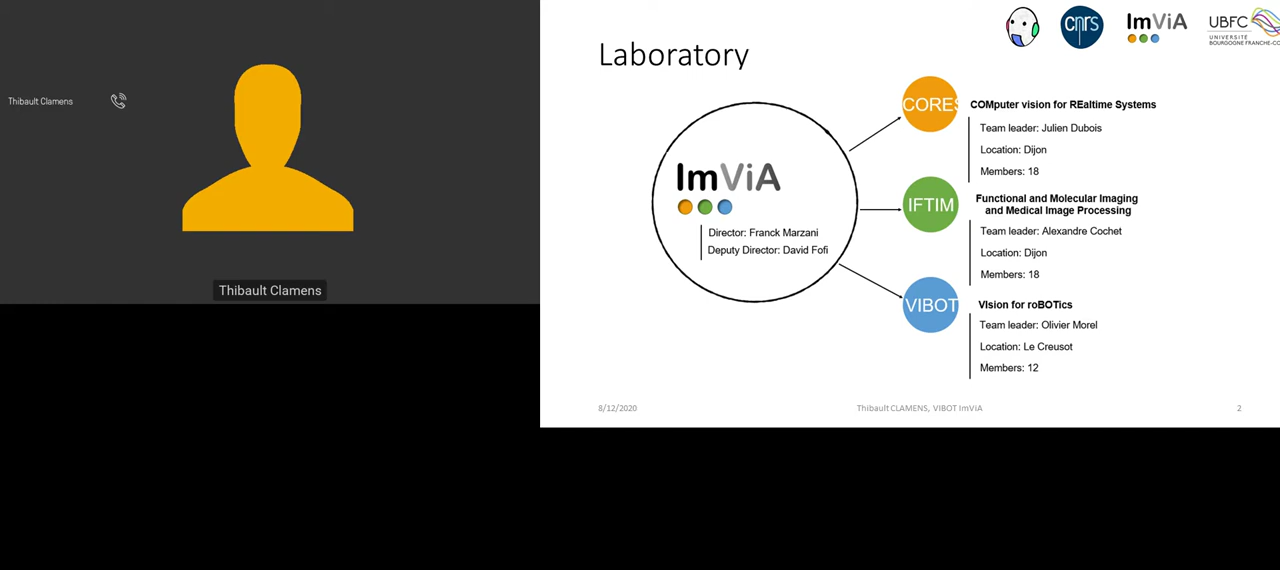 Thibault Clamens
Thibault Clamens
cnrs
ImViA
UBFC
UNIVERSITÉ
Laboratory
ImViA
Director: Franck Marzani
Deputy Director: David Fofi
CORES
COMputer vision for REaltime Systems
Team leader: Julien Dubois
Location: Dijon
Members: 18
IFTIM
Functional and Molecular Imaging
and Medical Image Processing
Team leader: Alexandre Cochet
Location: Dijon
Members: 18
VIBOT
VIsion for roBOTics
Team leader: Olivier Morel
Location: Le Creusot
Members: 12
8/12/2020
Thibault CLAMENS, VIBOT ImViA
2